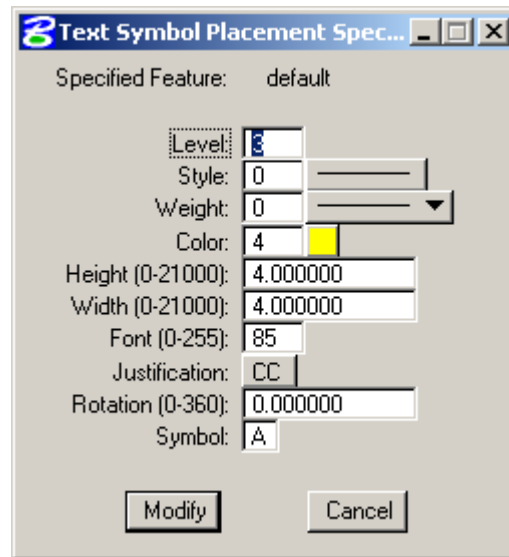 Text Symbol Placement Spec...
Specified Feature: default
Level: 3
Style: 0
Weight: 0
Color: 4
Height (0-21000): 4.000000
Width (0-21000): 4.000000
Font (0-255): 85
Justification: CC
Rotation (0-360): 0.000000
Symbol: A
Modify Cancel